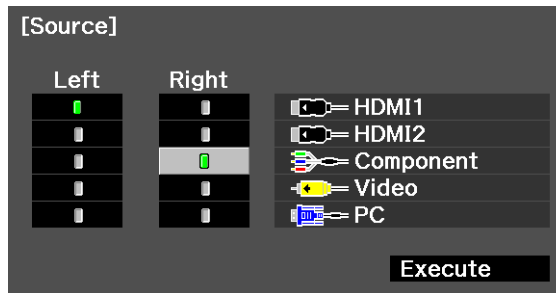 [Source]
Left Right
HDMI1
HDMI2
Component
Video
PC
Execute